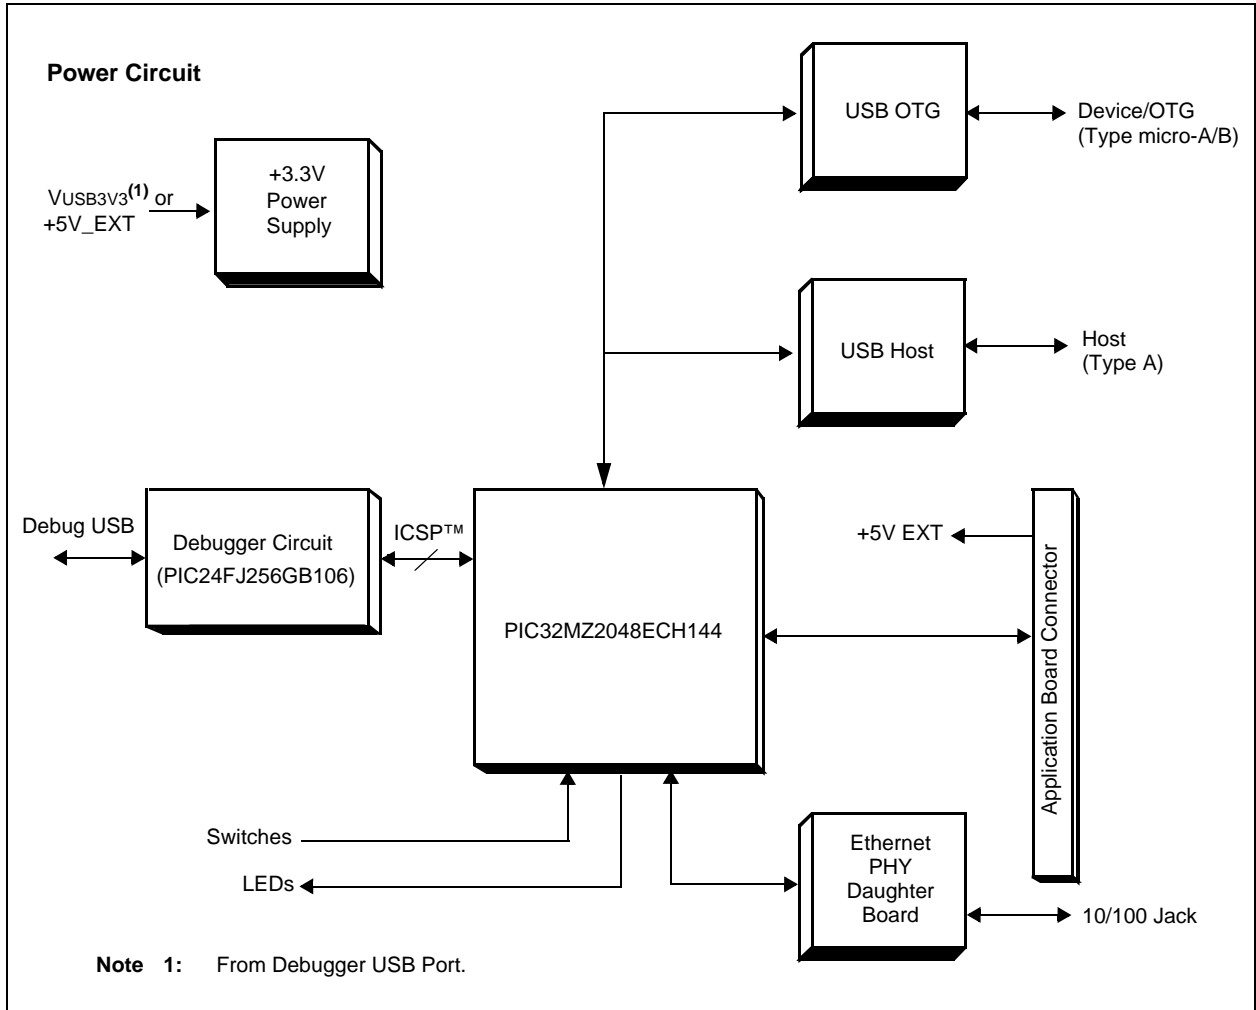 Power Circuit
+3.3V
Power
Supply
VUSB3V3(1) or
+5V_EXT
USB OTG
Device/OTG
(Type micro-A/B)
USB Host
Host
(Type A)
Debug USB
Debugger Circuit
(PIC24FJ256GB106)
ICSP™
PIC32MZ2048ECH144
+5V EXT
Application Board Connector
Switches
LEDs
Ethernet
PHY
Daughter
Board
10/100 Jack
Note 1: From Debugger USB Port.